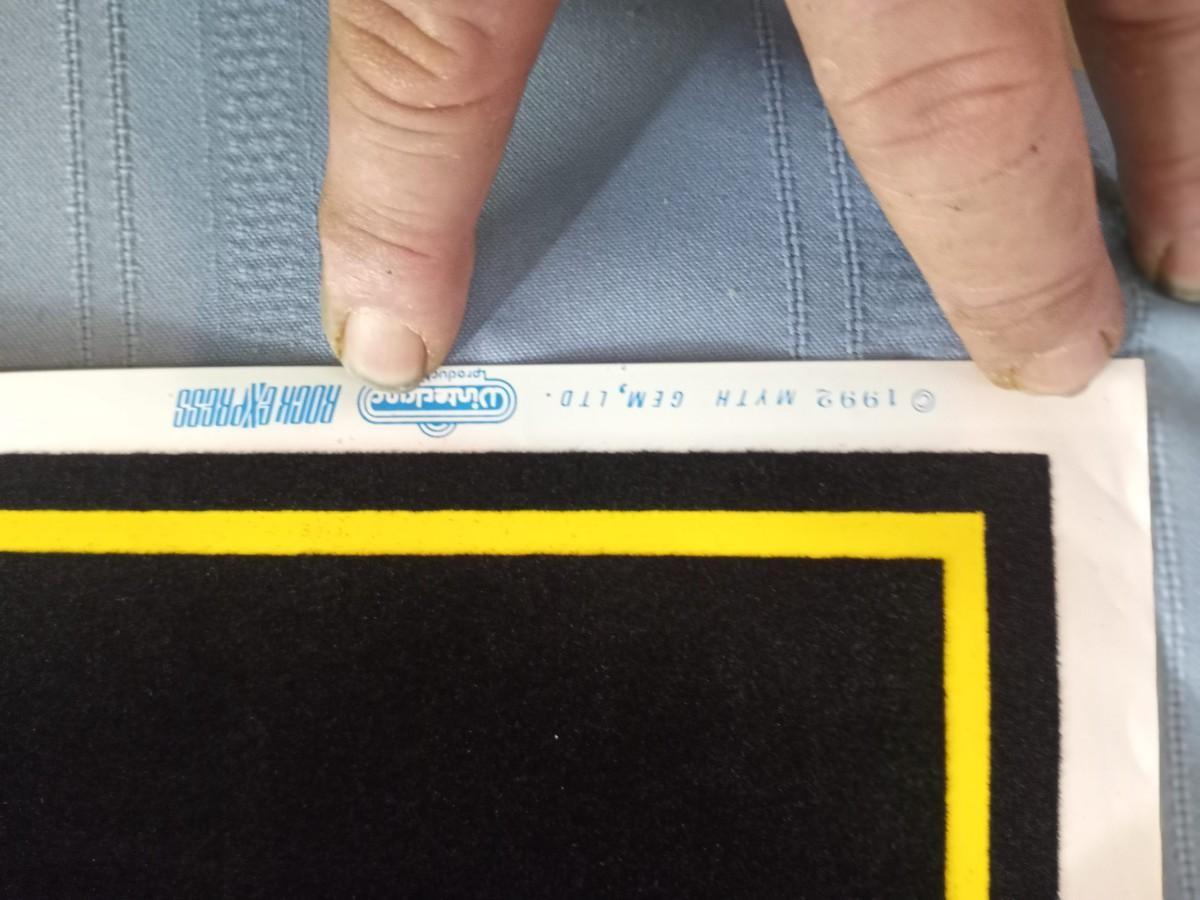 ©1992 MYTH GEM, LTD.
Winterland
ROCK EXPRESS